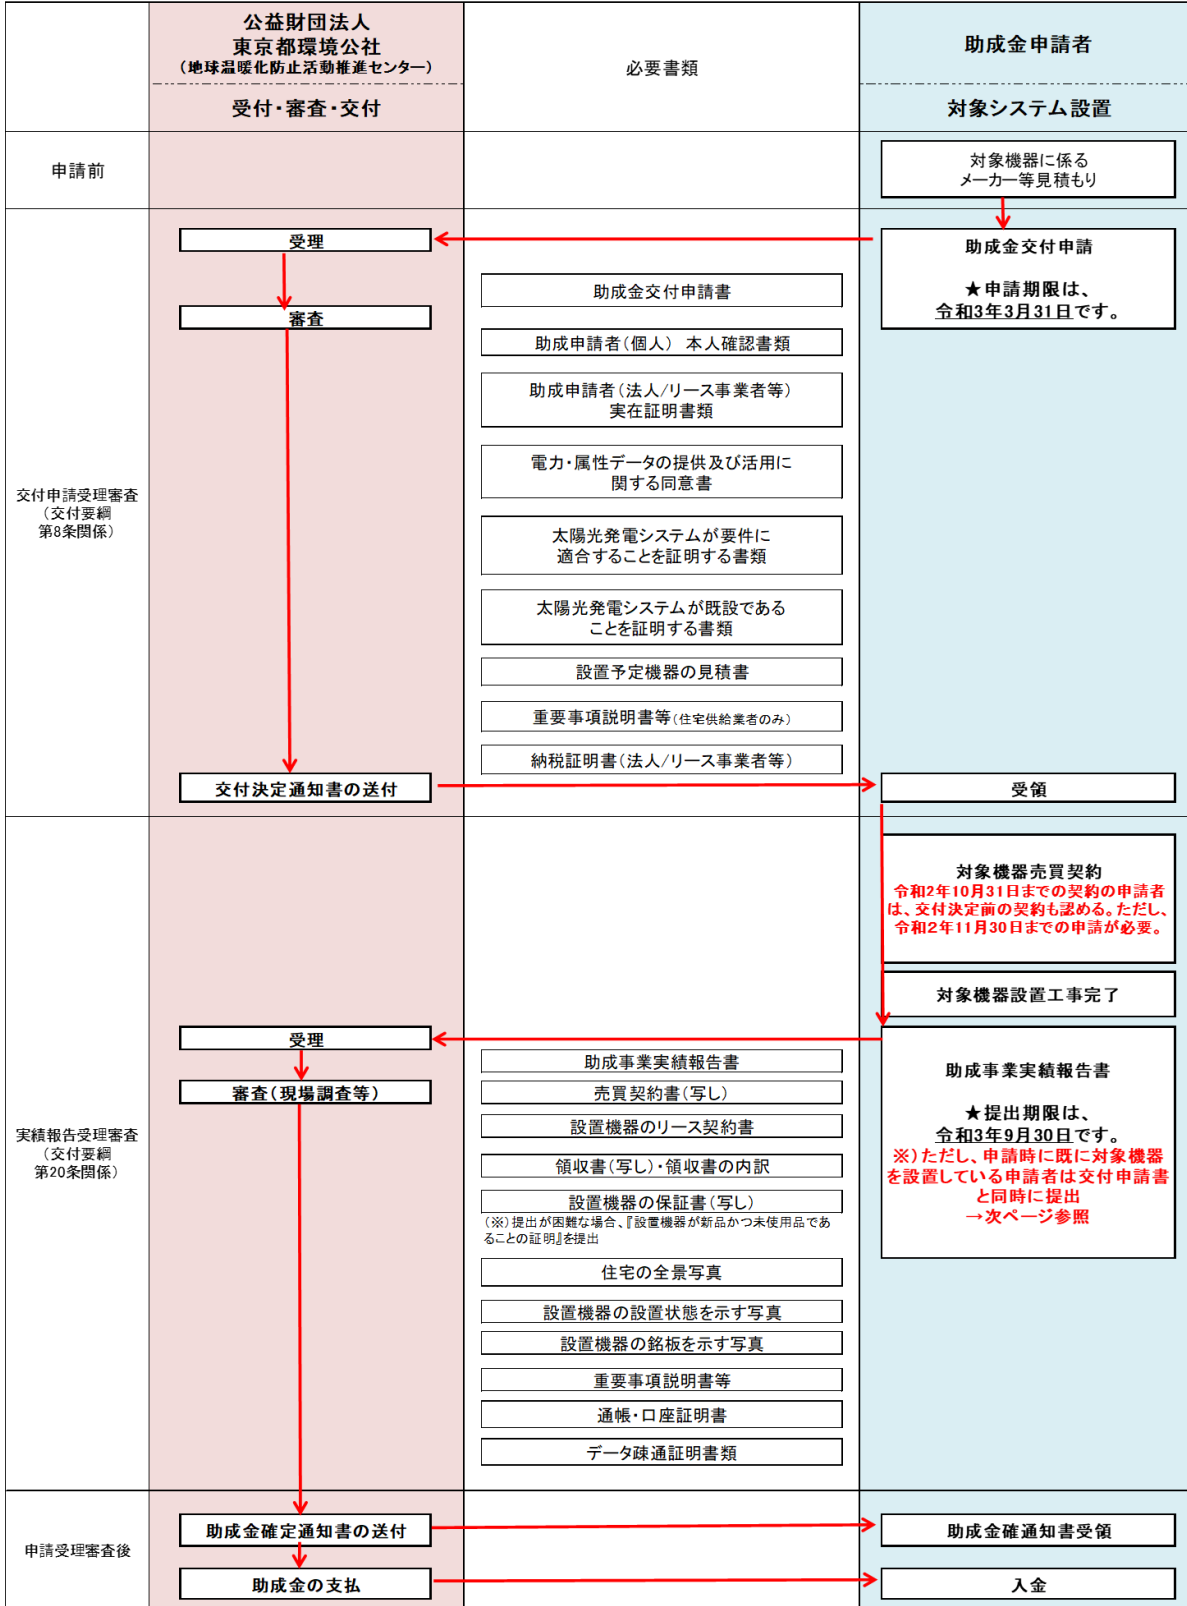 公益財団法人
東京都環境公社
（地球温暖化防止活動推進センター）
受付・審査・交付
必要書類
助成金申請者
対象システム設置
申請前
対象機器に係る
メーカー等見積もり
交付申請受理審査
（交付要綱
第8条関係）
受理
審査
助成金交付申請
★申請期限は、
令和3年3月31日です。
助成金交付申請書
助成申請者（個人）　本人確認書類
助成申請者（法人/リース事業者等）
実在証明書類
電力・属性データの提供及び活用に
関する同意書
太陽光発電システムが要件に
適合することを証明する書類
太陽光発電システムが既設である
ことを証明する書類
設置予定機器の見積書
重要事項説明書等（住宅供給業者のみ）
納税証明書（法人/リース事業者等）
交付決定通知書の送付
受領
実績報告受理審査
（交付要綱
第20条関係）
対象機器売買契約
令和2年10月31日までの契約の申請者
は、交付決定前の契約も認める。ただし、
令和２年11月30日までの申請が必要。
対象機器設置工事完了
受理
審査（現場調査等）
助成事業実績報告書
★提出期限は、
令和3年9月30日です。
※）ただし、申請時に既に対象機器
を設置している申請者は交付申請書
と同時に提出
→次ページ参照
助成事業実績報告書
売買契約書（写し）
設置機器のリース契約書
領収書（写し）・領収書の内訳
設置機器の保証書（写し）
（※）提出が困難な場合、『設置機器が新品かつ未使用品であ
ることの証明』を提出
住宅の全景写真
設置機器の設置状態を示す写真
設置機器の銘板を示す写真
重要事項説明書等
通帳・口座証明書
データ疎通証明書類
申請受理審査後
助成金確定通知書の送付
助成金確通知書受領
助成金の支払
入金